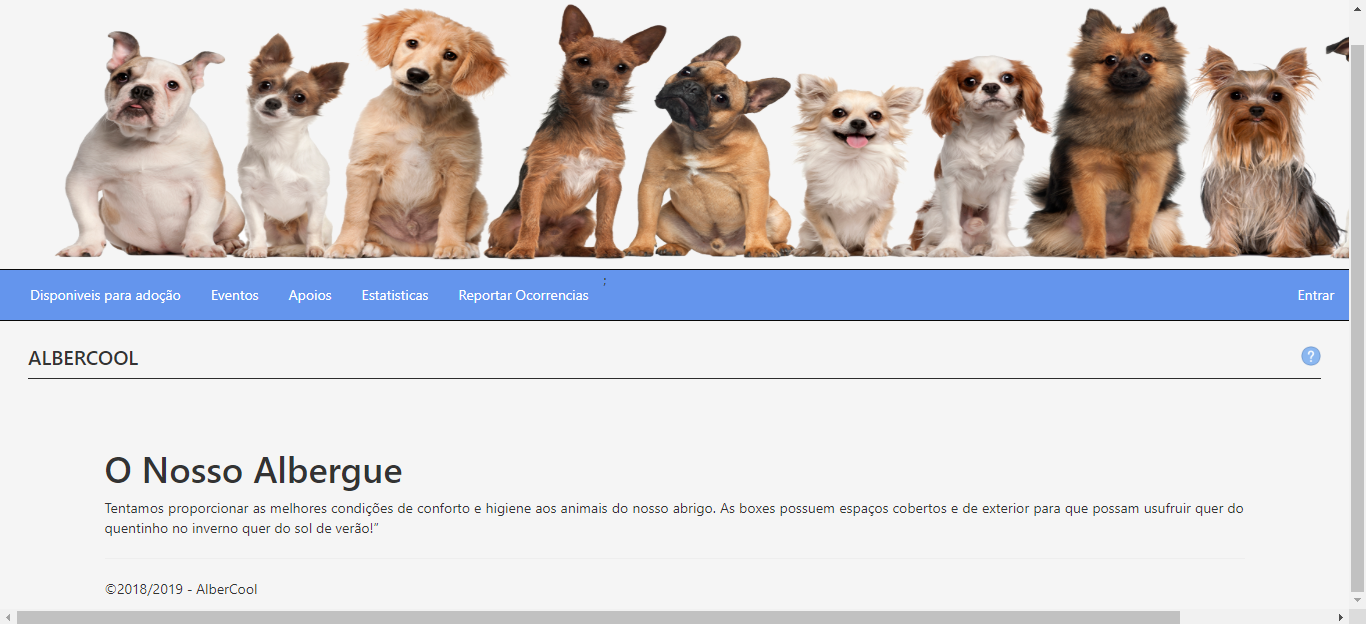 ;
Disponiveis para adoção Eventos Apoios Estatisticas Reportar Ocorrencias Entrar
ALBERCOOL ?
O Nosso Albergue
Tentamos proporcionar as melhores condições de conforto e higiene aos animais do nosso abrigo. As boxes possuem espaços cobertos e de exterior para que possam usufruir quer do
quentinho no inverno quer do sol de verão!”
©2018/2019 - AlberCool